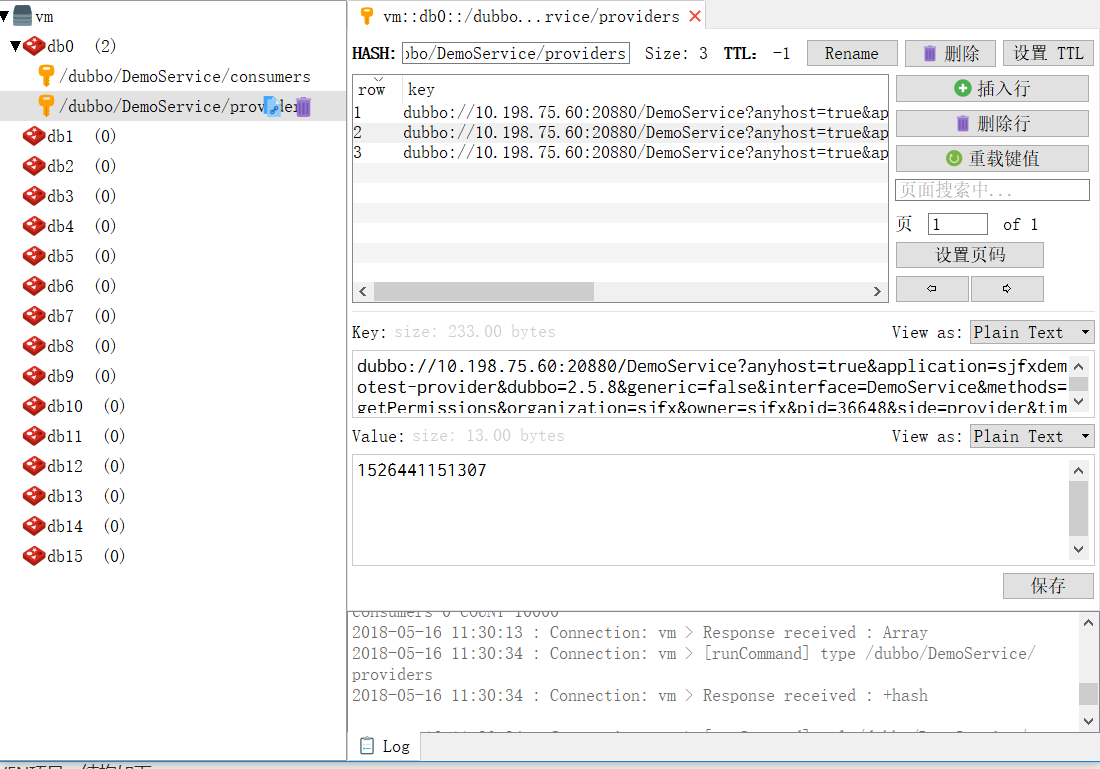 vm
db0 (2)
/dubbo/DemoService/consumers
/dubbo/DemoService/prov
db1 (0)
db2 (0)
db3 (0)
db4 (0)
db5 (0)
db6 (0)
db7 (0)
db8 (0)
db9 (0)
db10 (0)
db11 (0)
db12 (0)
db13 (0)
db14 (0)
db15 (0)
vm::db0::/dubbo...rvice/providers
HASH: bo/DemoService/providers Size: 3 TTL: -1 Rename 删除 设置 TTL
row key
1 dubbo://10.198.75.60:20880/DemoService?anyhost=true&ap
2 dubbo://10.198.75.60:20880/DemoService?anyhost=true&ap
3 dubbo://10.198.75.60:20880/DemoService?anyhost=true&ap
插入行
删除行
重载键值
页面搜索中...
页 1 of 1
设置页码
Key: size: 233.00 bytes View as: Plain Text
dubbo://10.198.75.60:20880/DemoService?anyhost=true&application=sjfxdem
otest-provider&dubbo=2.5.8&generic=false&interface=DemoService&methods=
getPermissions&organization=sjfx&owner=sjfx&pid=36648&side=provider&tim
Value: size: 13.00 bytes View as: Plain Text
1526441151307
保存
consumers 0 COUNT 10000
2018-05-16 11:30:13 : Connection: vm > Response received : Array
2018-05-16 11:30:34 : Connection: vm > [runCommand] type /dubbo/DemoService/
providers
2018-05-16 11:30:34 : Connection: vm > Response received : +hash
Log